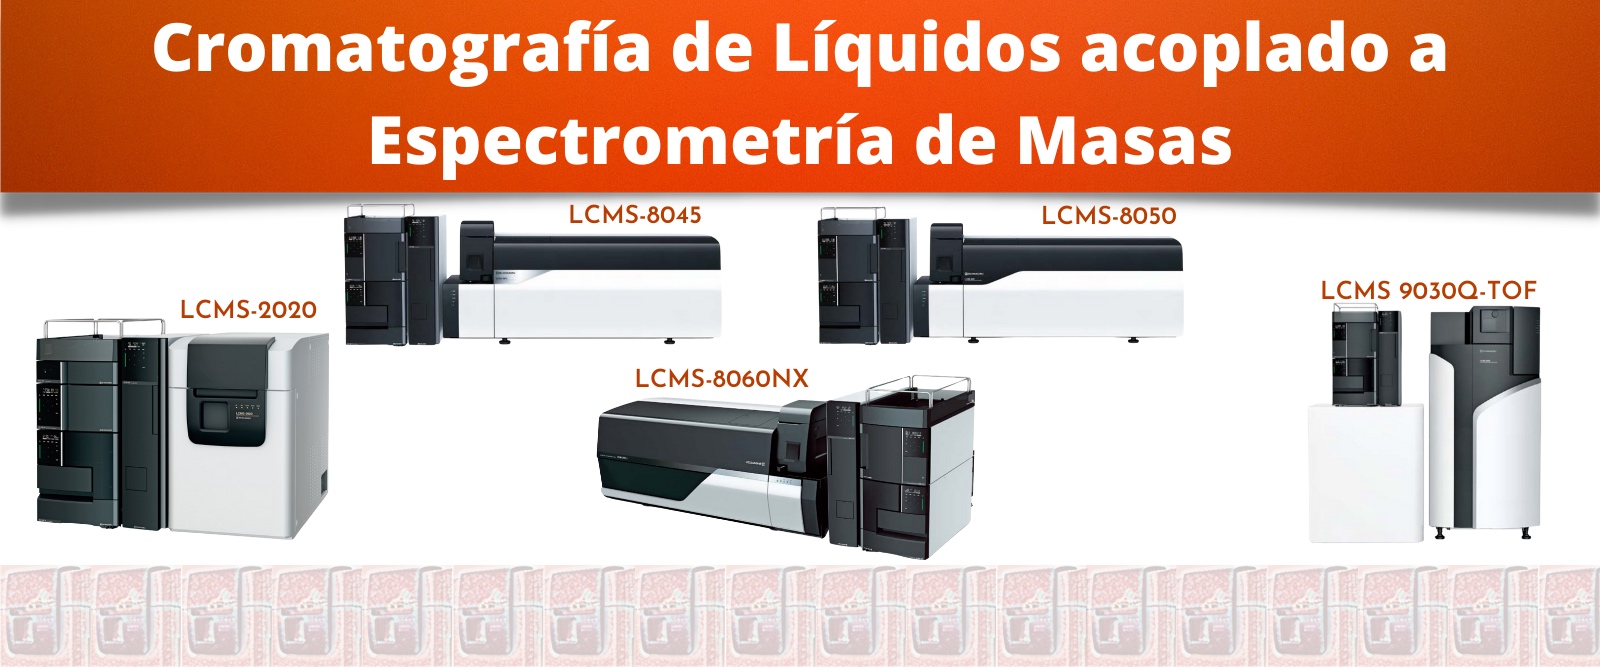 Cromatografía de Líquidos acoplado a
Espectrometría de Masas
LCMS-8045
LCMS-8050
LCMS 9030Q-TOF
LCMS-2020
LCMS-8060NX